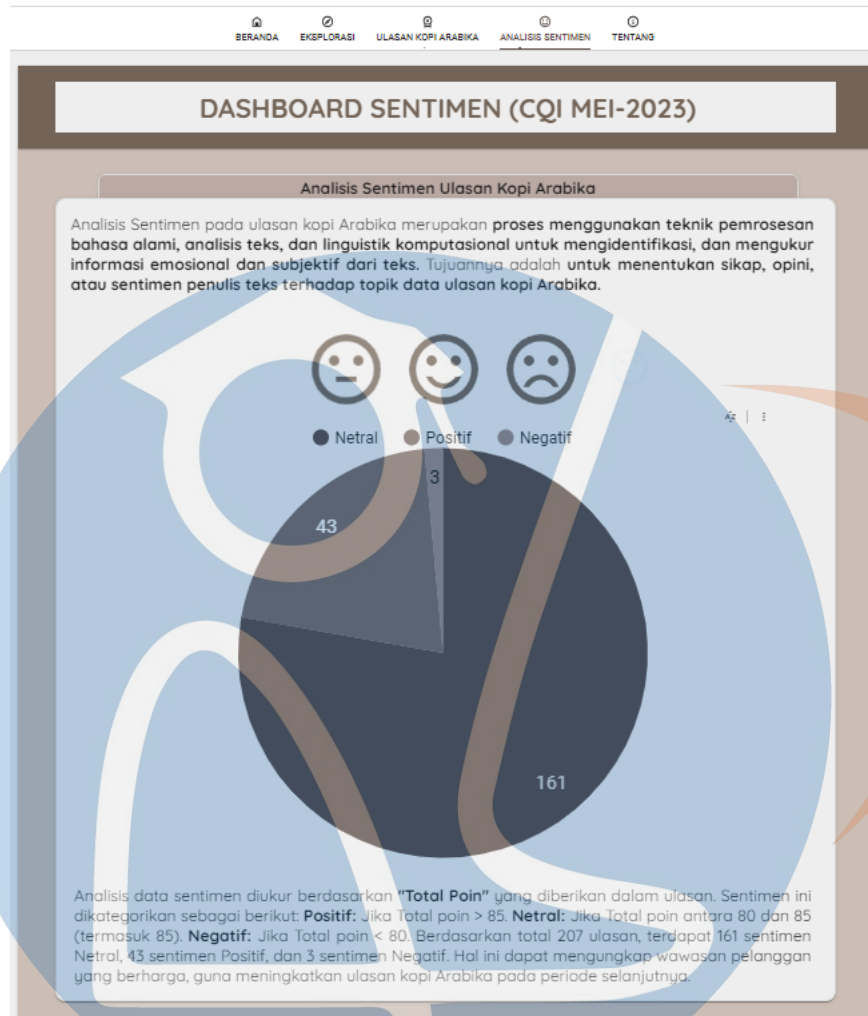 BERANDA EKSPLORASI ULASAN KOPI ARABIKA ANALISIS SENTIMEN TENTANG
DASHBOARD SENTIMEN (CQI MEI-2023)
Analisis Sentimen Ulasan Kopi Arabika
Analisis Sentimen pada ulasan kopi Arabika merupakan proses menggunakan teknik pemrosesan
bahasa alami, analisis teks, dan linguistik komputasional untuk mengidentifikasi, dan mengukur
informasi emosional dan subjektif dari teks. Tujuannya adalah untuk menentukan sikap, opini,
atau sentimen penulis teks terhadap topik data ulasan kopi Arabika.
Netral Positif Negatif
3
43
161
Analisis data sentimen diukur berdasarkan "Total Poin" yang diberikan dalam ulasan. Sentimen ini
dikategorikan sebagai berikut: Positif: Jika Total poin > 85. Netral: Jika Total poin antara 80 dan 85
(termasuk 85). Negatif: Jika Total poin < 80. Berdasarkan total 207 ulasan, terdapat 161 sentimen
Netral, 43 sentimen Positif, dan 3 sentimen Negatif. Hal ini dapat mengungkap wawasan pelanggan
yang berharga, guna meningkatkan ulasan kopi Arabika pada periode selanjutnya.